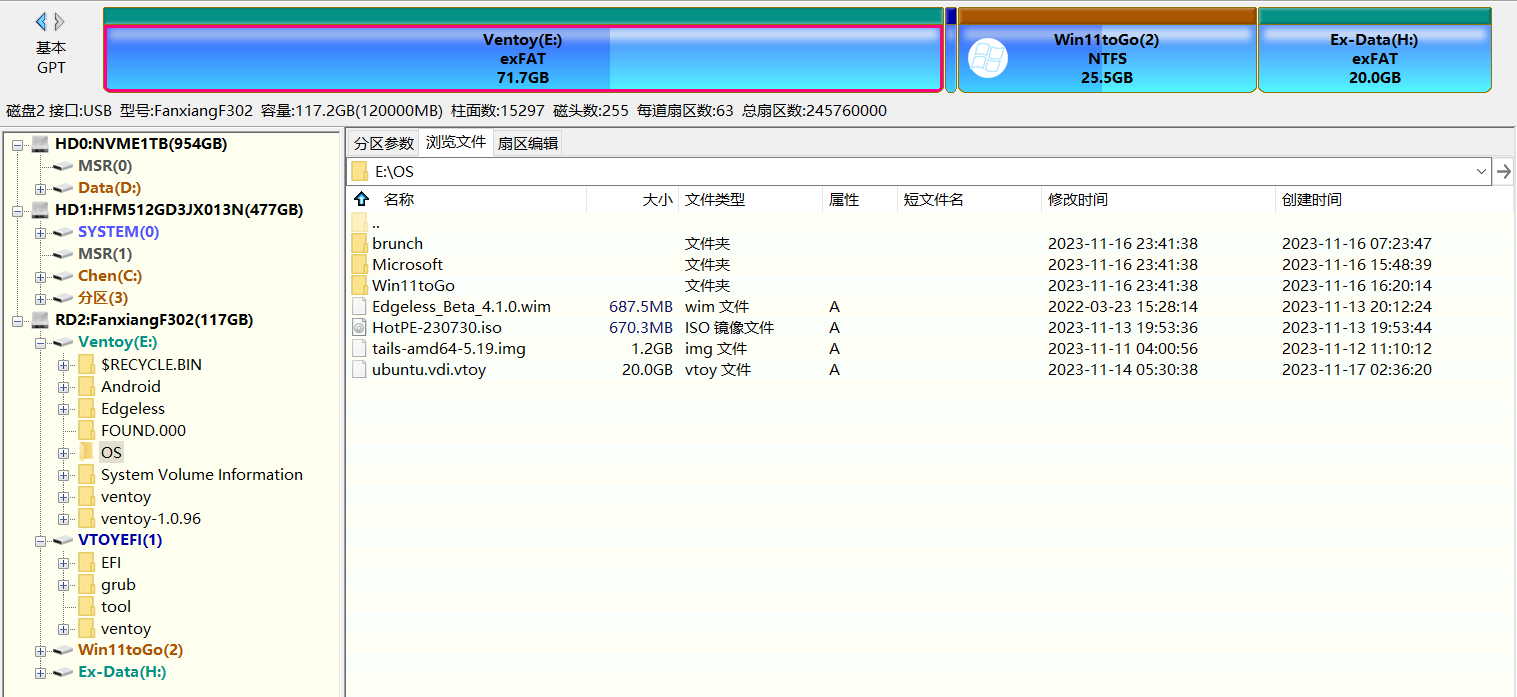 基本
GPT
Ventoy(E:)
exFAT
71.7GB
Win11toGo(2)
NTFS
25.5GB
Ex-Data(H:)
exFAT
20.0GB
磁盘2 接口:USB 型号:FanxiangF302 容量:117.2GB(120000MB) 柱面数:15297 磁头数:255 每道扇区数:63 总扇区数:245760000
HD0:NVME1TB(954GB)
MSR(0)
Data(D:)
HD1:HFM512GD3JX013N(477GB)
SYSTEM(0)
MSR(1)
Chen(C:)
分区(3)
RD2:FanxiangF302(117GB)
Ventoy(E:)
$RECYCLE.BIN
Android
Edgeless
FOUND.000
OS
System Volume Information
ventoy
ventoy-1.0.96
VTOYEFI(1)
EFI
grub
tool
ventoy
Win11toGo(2)
Ex-Data(H:)
分区参数 浏览文件 扇区编辑
E:\OS
名称 大小 文件类型 属性 短文件名 修改时间 创建时间
..
brunch 文件夹 2023-11-16 23:41:38 2023-11-16 07:23:47
Microsoft 文件夹 2023-11-16 23:41:38 2023-11-16 15:48:39
Win11toGo 文件夹 2023-11-16 23:41:38 2023-11-16 16:20:14
Edgeless_Beta_4.1.0.wim 687.5MB wim 文件 A 2022-03-23 15:28:14 2023-11-13 20:12:24
HotPE-230730.iso 670.3MB ISO 镜像文件 A 2023-11-13 19:53:36 2023-11-13 19:53:44
tails-amd64-5.19.img 1.2GB img 文件 A 2023-11-11 04:00:56 2023-11-12 11:10:12
ubuntu.vdi.vtoy 20.0GB vtoy 文件 A 2023-11-14 05:30:38 2023-11-17 02:36:20